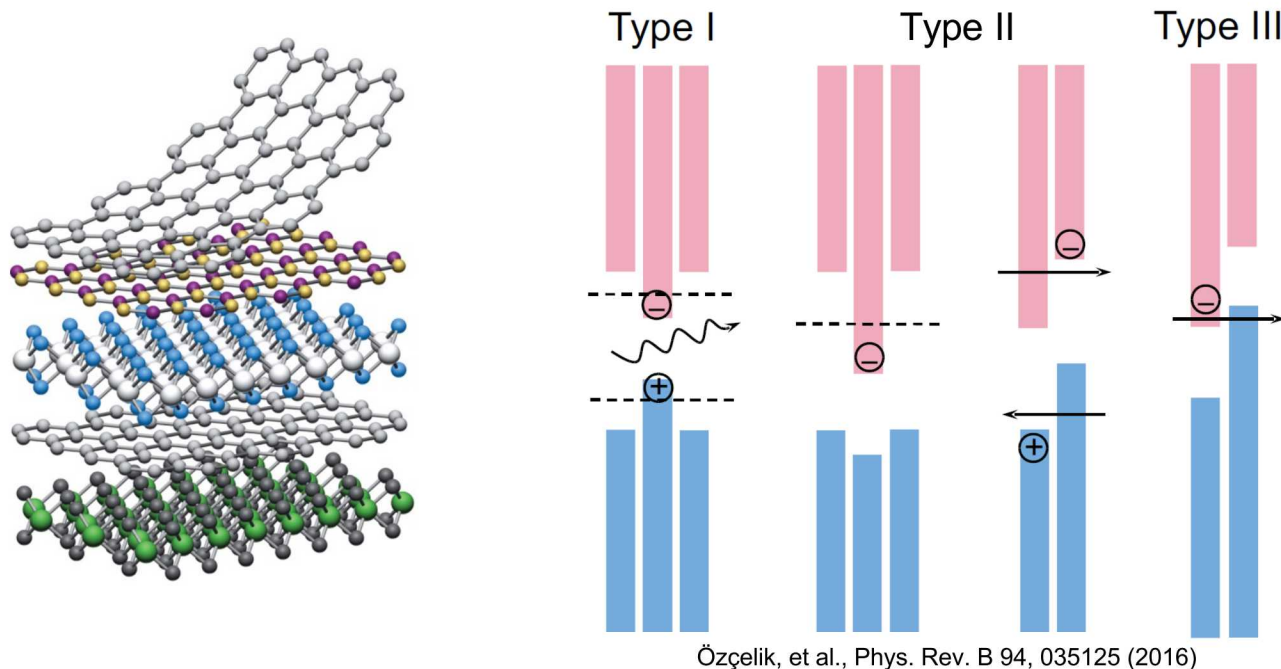 Type I
Type II
Type III
Özçelik, et al., Phys. Rev. B 94, 035125 (2016)